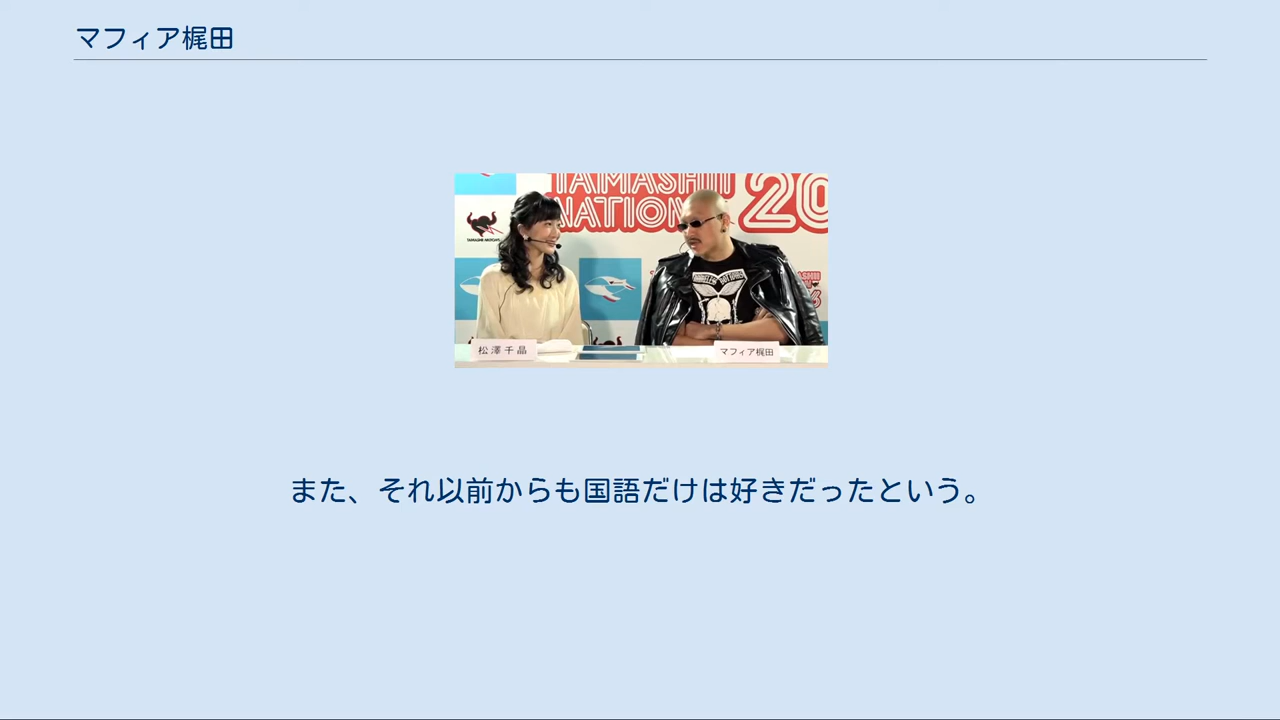 マフィア梶田
TAMASHII
NATION
20
TAMASHII NATIONS
松澤千晶
マフィア梶田
また、それ以前からも国語だけは好きだったという。